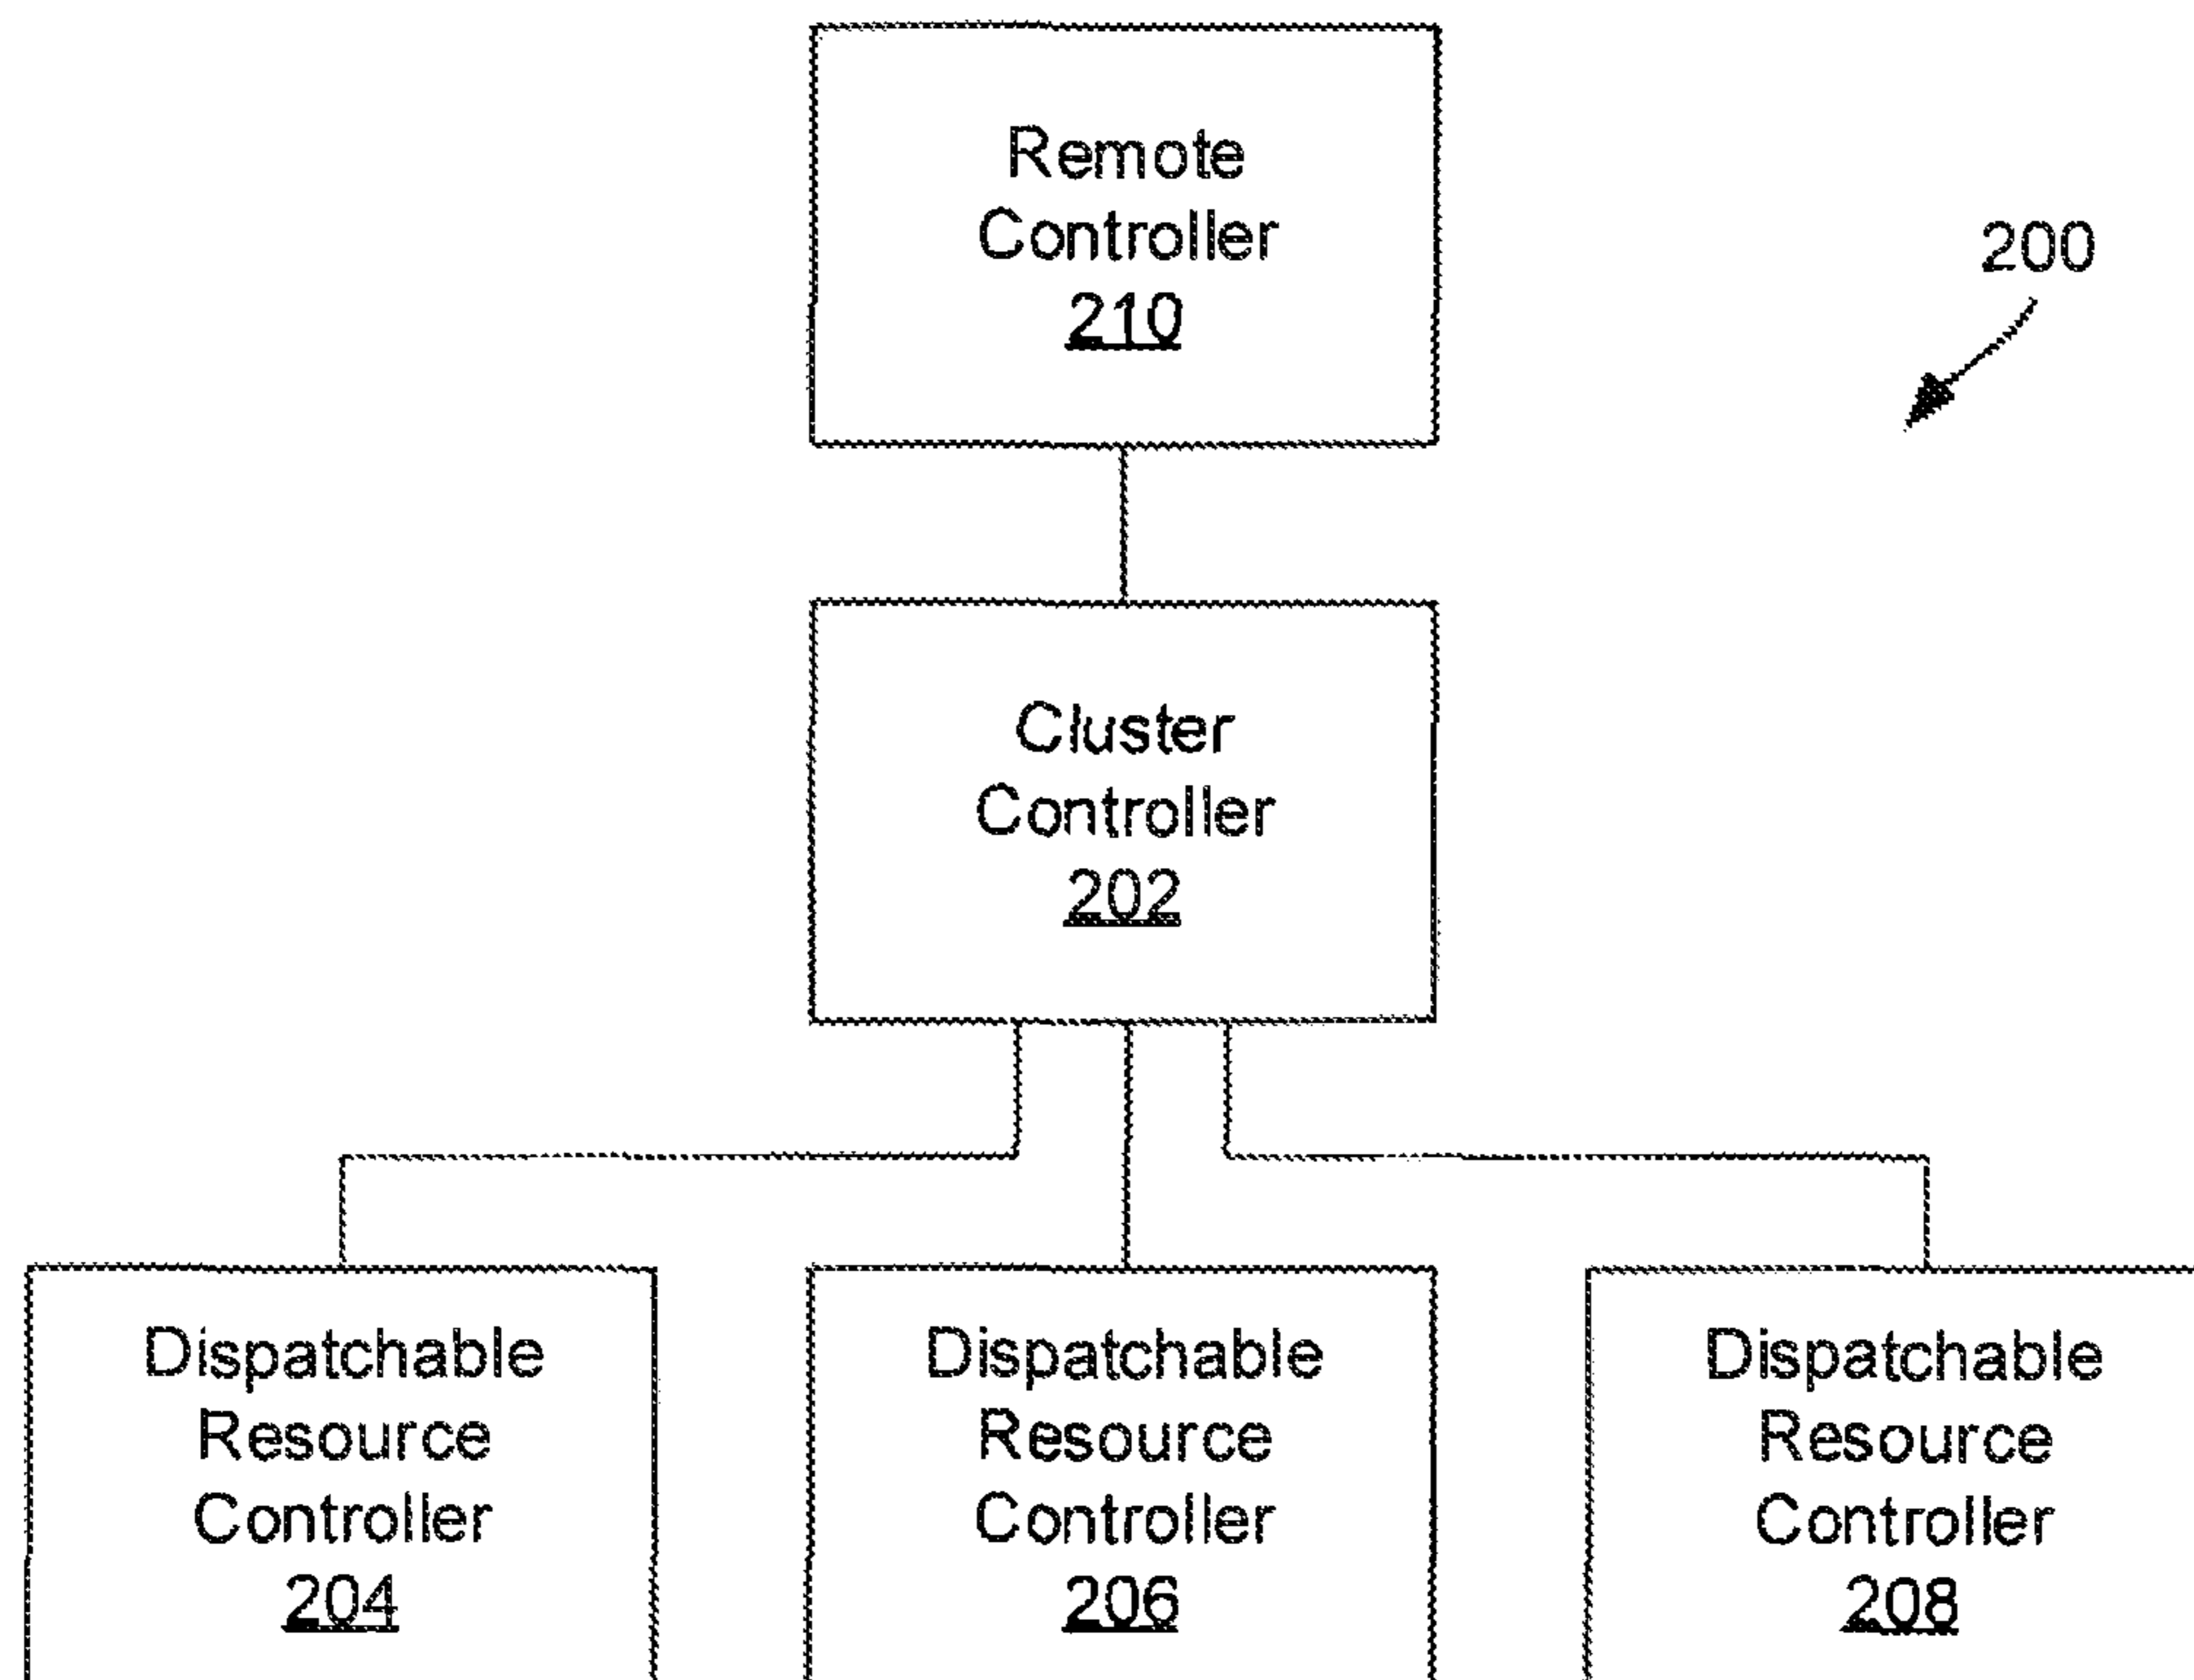 Remote
Controller
210
200
Cluster
Controller
202
Dispatchable
Resource
Controller
204
Dispatchable
Resource
Controller
206
Dispatchable
Resource
Controller
208